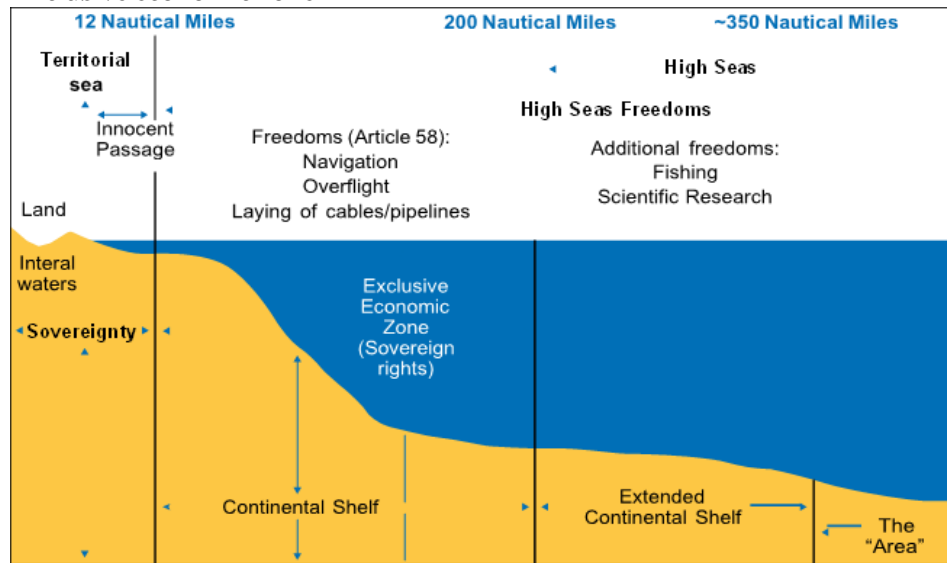 12 Nautical Miles
200 Nautical Miles
~350 Nautical Miles
Territorial
sea
Innocent
Passage
High Seas
High Seas Freedoms
Freedoms (Article 58):
Navigation
Overflight
Laying of cables/pipelines
Additional freedoms:
Fishing
Scientific Research
Land
Interal
waters
Sovereignty
Exclusive
Economic
Zone
(Sovereign
rights)
Continental Shelf
Extended
Continental Shelf
The
"Area"